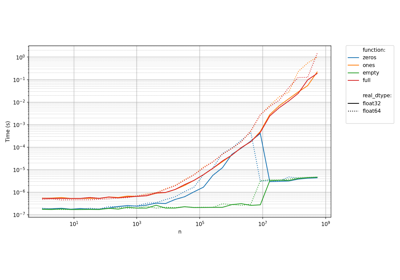 function:
zeros
ones
empty
full
real_dtype:
float32
float64
Time (s)
10⁰
10⁻¹
10⁻²
10⁻³
10⁻⁴
10⁻⁵
10⁻⁶
10⁻⁷
10¹
10³
10⁵
10⁷
10⁹
n